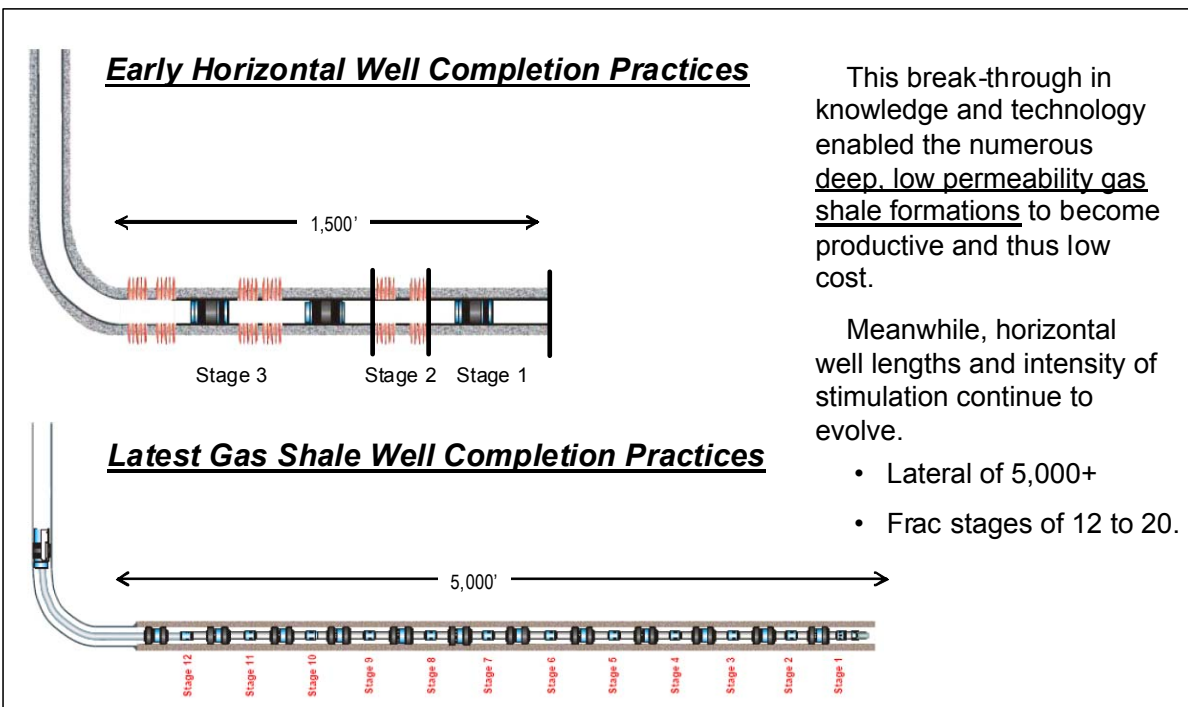 Early Horizontal Well Completion Practices
1,500’
Stage 3
Stage 2
Stage 1
Latest Gas Shale Well Completion Practices
5,000’
Stage 12
Stage 11
Stage 10
Stage 9
Stage 8
Stage 7
Stage 6
Stage 5
Stage 4
Stage 3
Stage 2
Stage 1
This break-through in
knowledge and technology
enabled the numerous
deep, low permeability gas
shale formations to become
productive and thus low
cost.
Meanwhile, horizontal
well lengths and intensity of
stimulation continue to
evolve.
• Lateral of 5,000+
• Frac stages of 12 to 20.